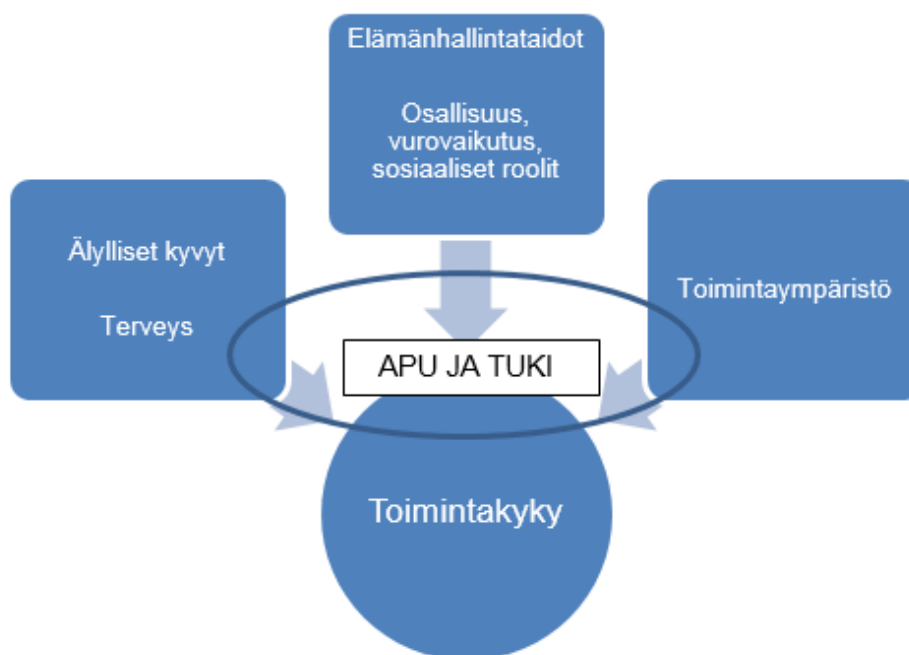 Elämänhallintataidot
Osallisuus,
vurovaikutus,
sosiaaliset roolit
Älylliset kyvyt
Terveys
Toimintaympäristö
APU JA TUKI
Toimintakyky